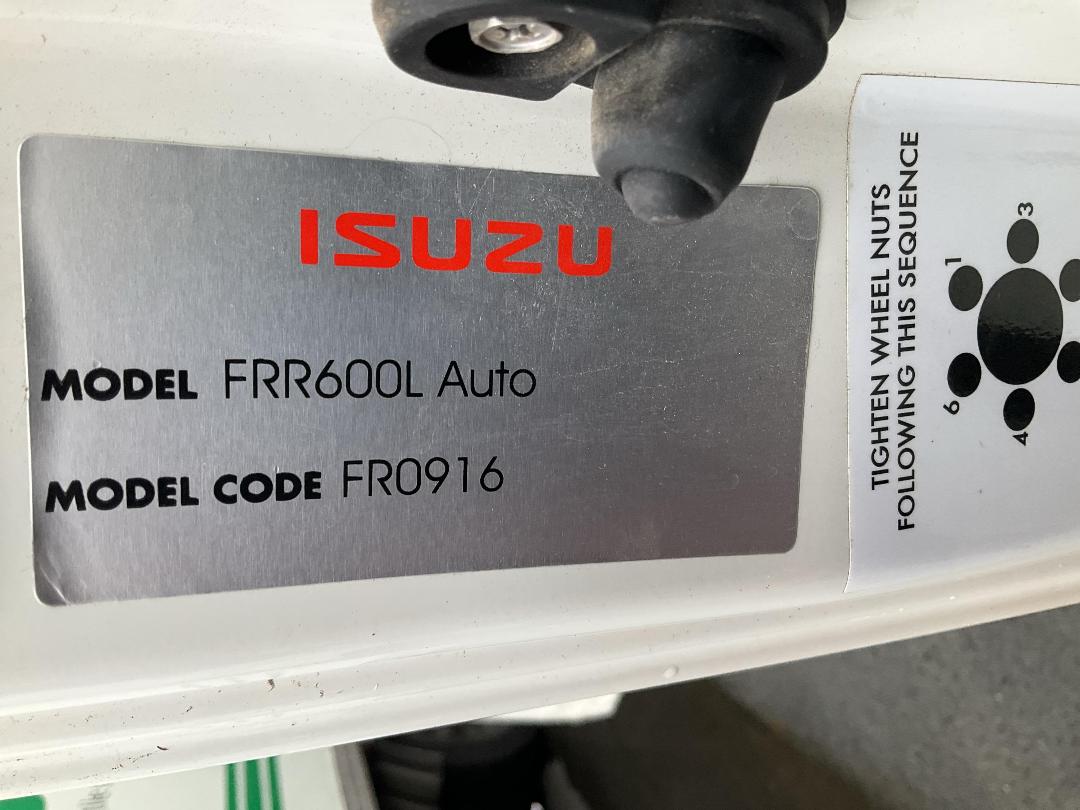 ISUZU
MODEL FRR600L Auto
MODEL CODE FR0916
TIGHTEN WHEEL NUTS
FOLLOWING THIS SEQUENCE
1
3
6
4